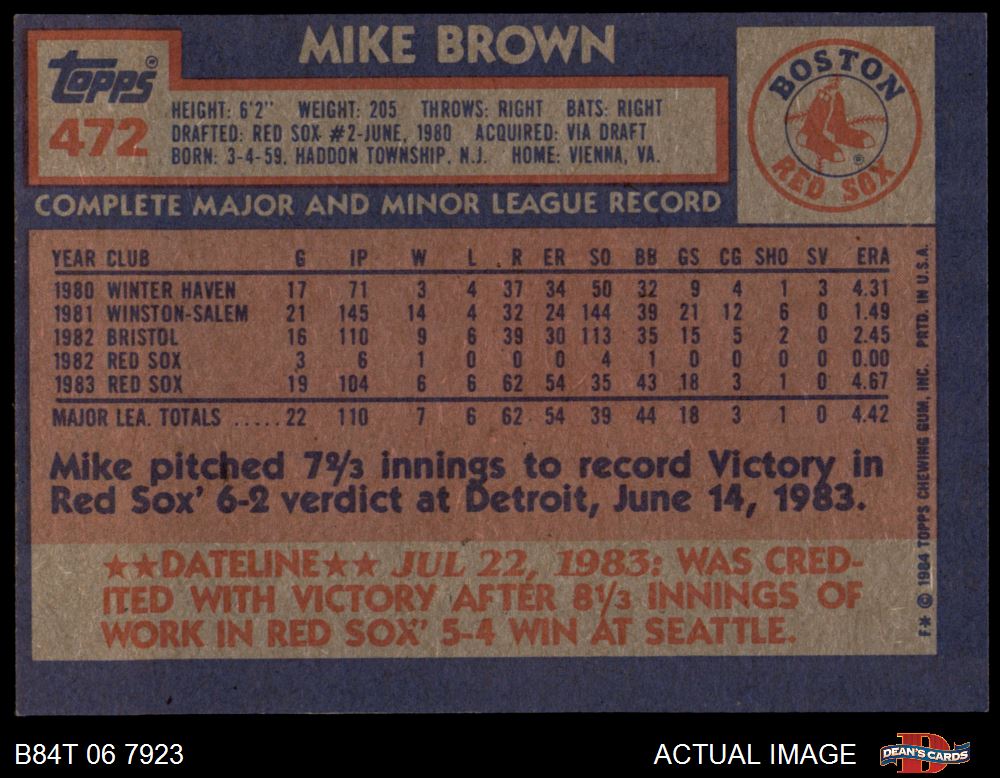 MIKE BROWN
Topps®
472
HEIGHT: 6'2" WEIGHT: 205 THROWS: RIGHT BATS: RIGHT
DRAFTED: RED SOX #2-JUNE, 1980 ACQUIRED: VIA DRAFT
BORN: 3-4-59, HADDON TOWNSHIP, N.J. HOME: VIENNA, VA.
BOSTON
RED SOX
®
COMPLETE MAJOR AND MINOR LEAGUE RECORD
YEAR CLUB G IP W L R ER SO BB GS CG SHO SV ERA
1980 WINTER HAVEN 17 71 3 4 37 34 50 32 9 4 1 3 4.31
1981 WINSTON-SALEM 21 145 14 4 32 24 144 39 21 12 6 0 1.49
1982 BRISTOL 16 110 9 6 39 30 113 35 15 5 2 0 2.45
1982 RED SOX 3 6 1 0 0 0 4 1 0 0 0 0 0.00
1983 RED SOX 19 104 6 6 62 54 35 43 18 3 1 0 4.67
MAJOR LEA. TOTALS .....22 110 7 6 62 54 39 44 18 3 1 0 4.42
Mike pitched 7⅔ innings to record Victory in
Red Sox' 6-2 verdict at Detroit, June 14, 1983.
★★DATELINE★★ JUL 22, 1983: WAS CRED-
ITED WITH VICTORY AFTER 8⅓ INNINGS OF
WORK IN RED SOX' 5-4 WIN AT SEATTLE.
F* © 1984 TOPPS CHEWING GUM, INC. PRTD. IN U.S.A.
B84T 06 7923
ACTUAL IMAGE
DEAN'S CARDS